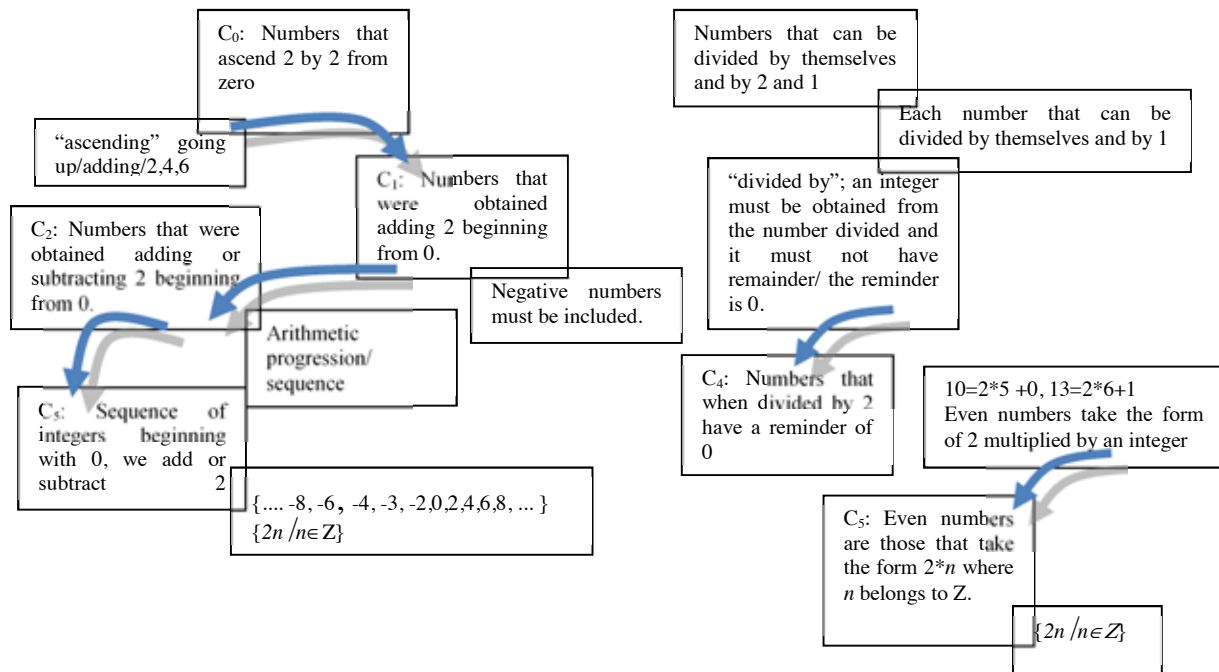 C₀: Numbers that
ascend 2 by 2 from
zero
“ascending” going
up/adding/2,4,6
C₁: Numbers that
were obtained
adding 2 beginning
from 0.
C₂: Numbers that were
obtained adding or
subtracting 2 beginning
from 0.
Negative numbers
must be included.
Arithmetic
progression/
sequence
C₅: Sequence of
integers beginning
with 0, we add or
subtract 2
{.... -8, -6, -4, -3, -2,0,2,4,6,8, ... }
{2n /n∈Z}
Numbers that can be
divided by themselves
and by 2 and 1
Each number that can be
divided by themselves and by 1
“divided by”; an integer
must be obtained from
the number divided and
it must not have
remainder/ the reminder
is 0.
C₄: Numbers that
when divided by 2
have a reminder of
0
10=2*5 +0, 13=2*6+1
Even numbers take the form
of 2 multiplied by an integer
C₅: Even numbers
are those that take
the form 2*n where
n belongs to Z.
{2n /n∈Z}